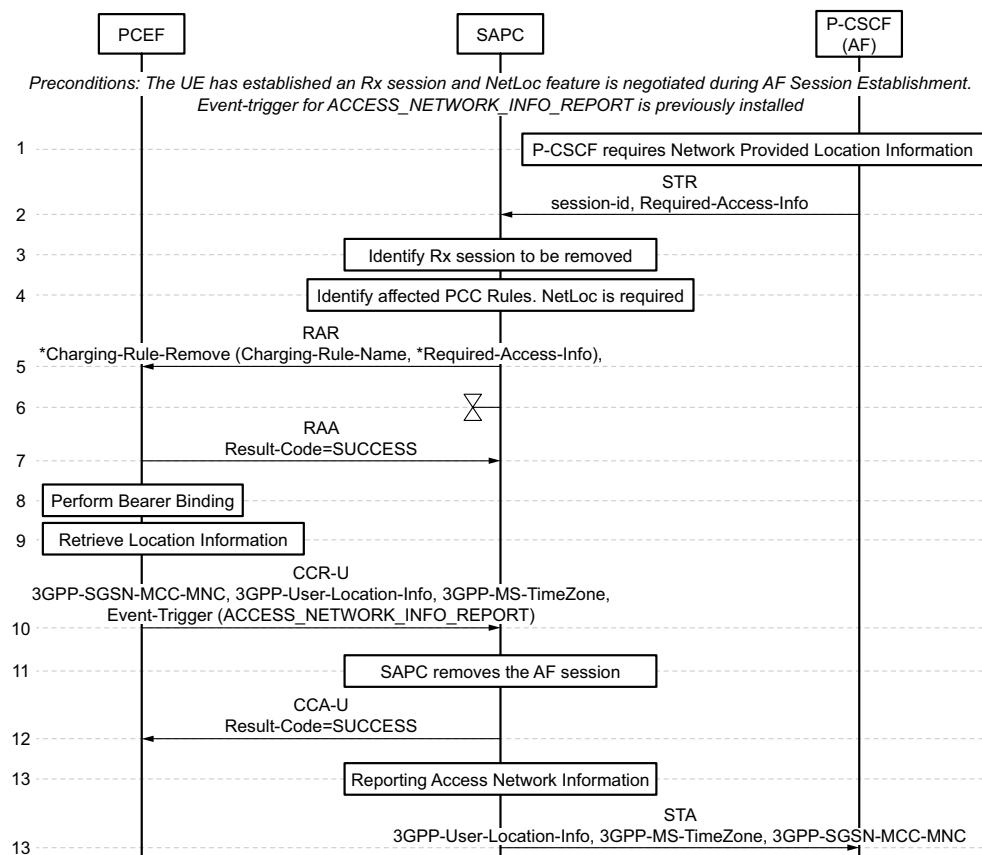 PCEF
SAPC
P-CSCF
(AF)
Preconditions: The UE has established an Rx session and NetLoc feature is negotiated during AF Session Establishment.
Event-trigger for ACCESS_NETWORK_INFO_REPORT is previously installed
1
P-CSCF requires Network Provided Location Information
STR
session-id, Required-Access-Info
2
3
Identify Rx session to be removed
4
Identify affected PCC Rules. NetLoc is required
RAR
*Charging-Rule-Remove (Charging-Rule-Name, *Required-Access-Info),
5
6
RAA
Result-Code=SUCCESS
7
8
Perform Bearer Binding
9
Retrieve Location Information
CCR-U
3GPP-SGSN-MCC-MNC, 3GPP-User-Location-Info, 3GPP-MS-TimeZone,
Event-Trigger (ACCESS_NETWORK_INFO_REPORT)
10
11
SAPC removes the AF session
CCA-U
Result-Code=SUCCESS
12
13
Reporting Access Network Information
STA
3GPP-User-Location-Info, 3GPP-MS-TimeZone, 3GPP-SGSN-MCC-MNC
13